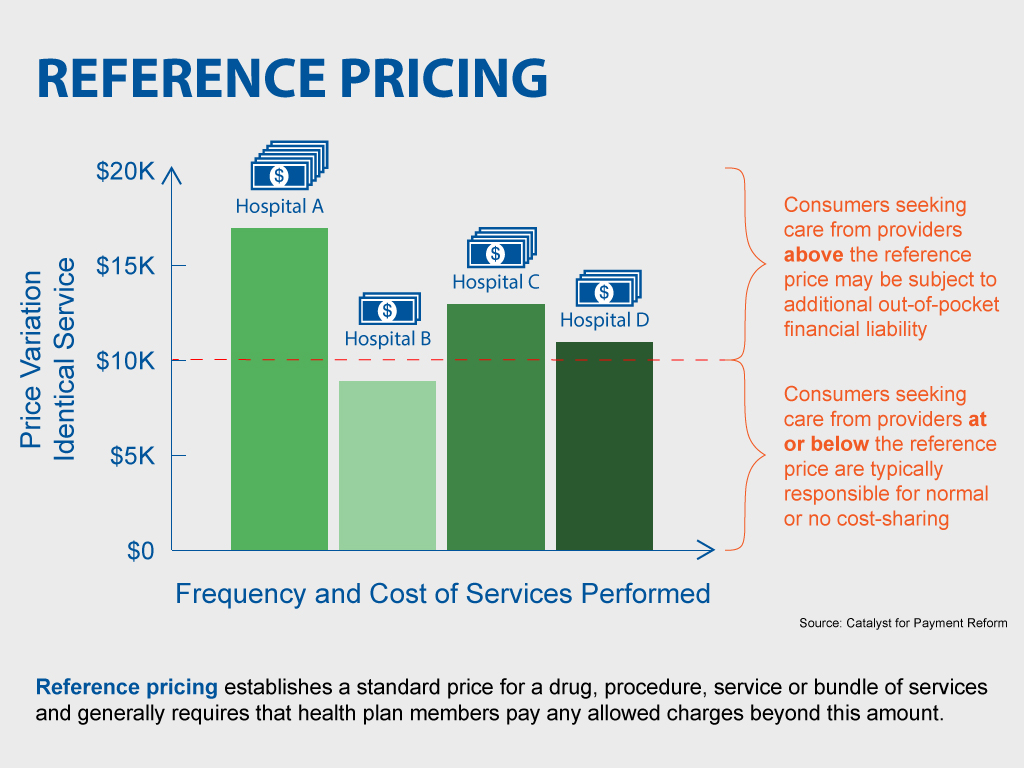 REFERENCE PRICING
$20K
$15K
$10K
$5K
$0
Price Variation
Identical Service
$
Hospital A
$
Hospital B
$
Hospital C
$
Hospital D
Frequency and Cost of Services Performed
Consumers seeking
care from providers
above the reference
price may be subject to
additional out-of-pocket
financial liability
Consumers seeking
care from providers at
or below the reference
price are typically
responsible for normal
or no cost-sharing
Source: Catalyst for Payment Reform
Reference pricing establishes a standard price for a drug, procedure, service or bundle of services
and generally requires that health plan members pay any allowed charges beyond this amount.